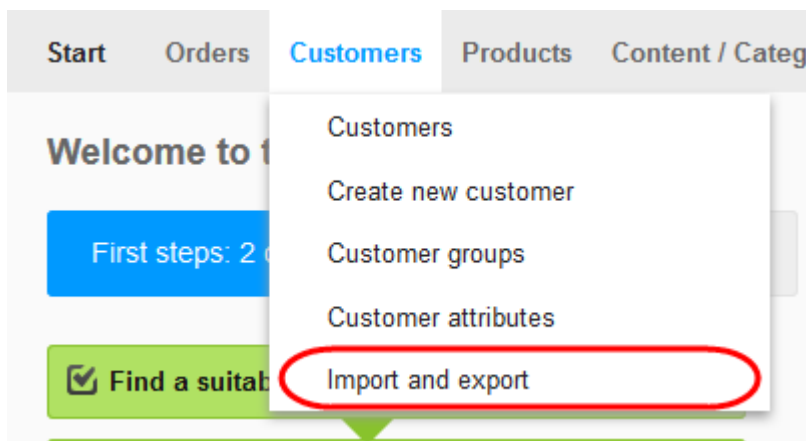 Start Orders Customers Products Content / Categ
Customers
Welcome to t
Create new customer
First steps: 2
Customer groups
Customer attributes
Find a suitab
Import and export